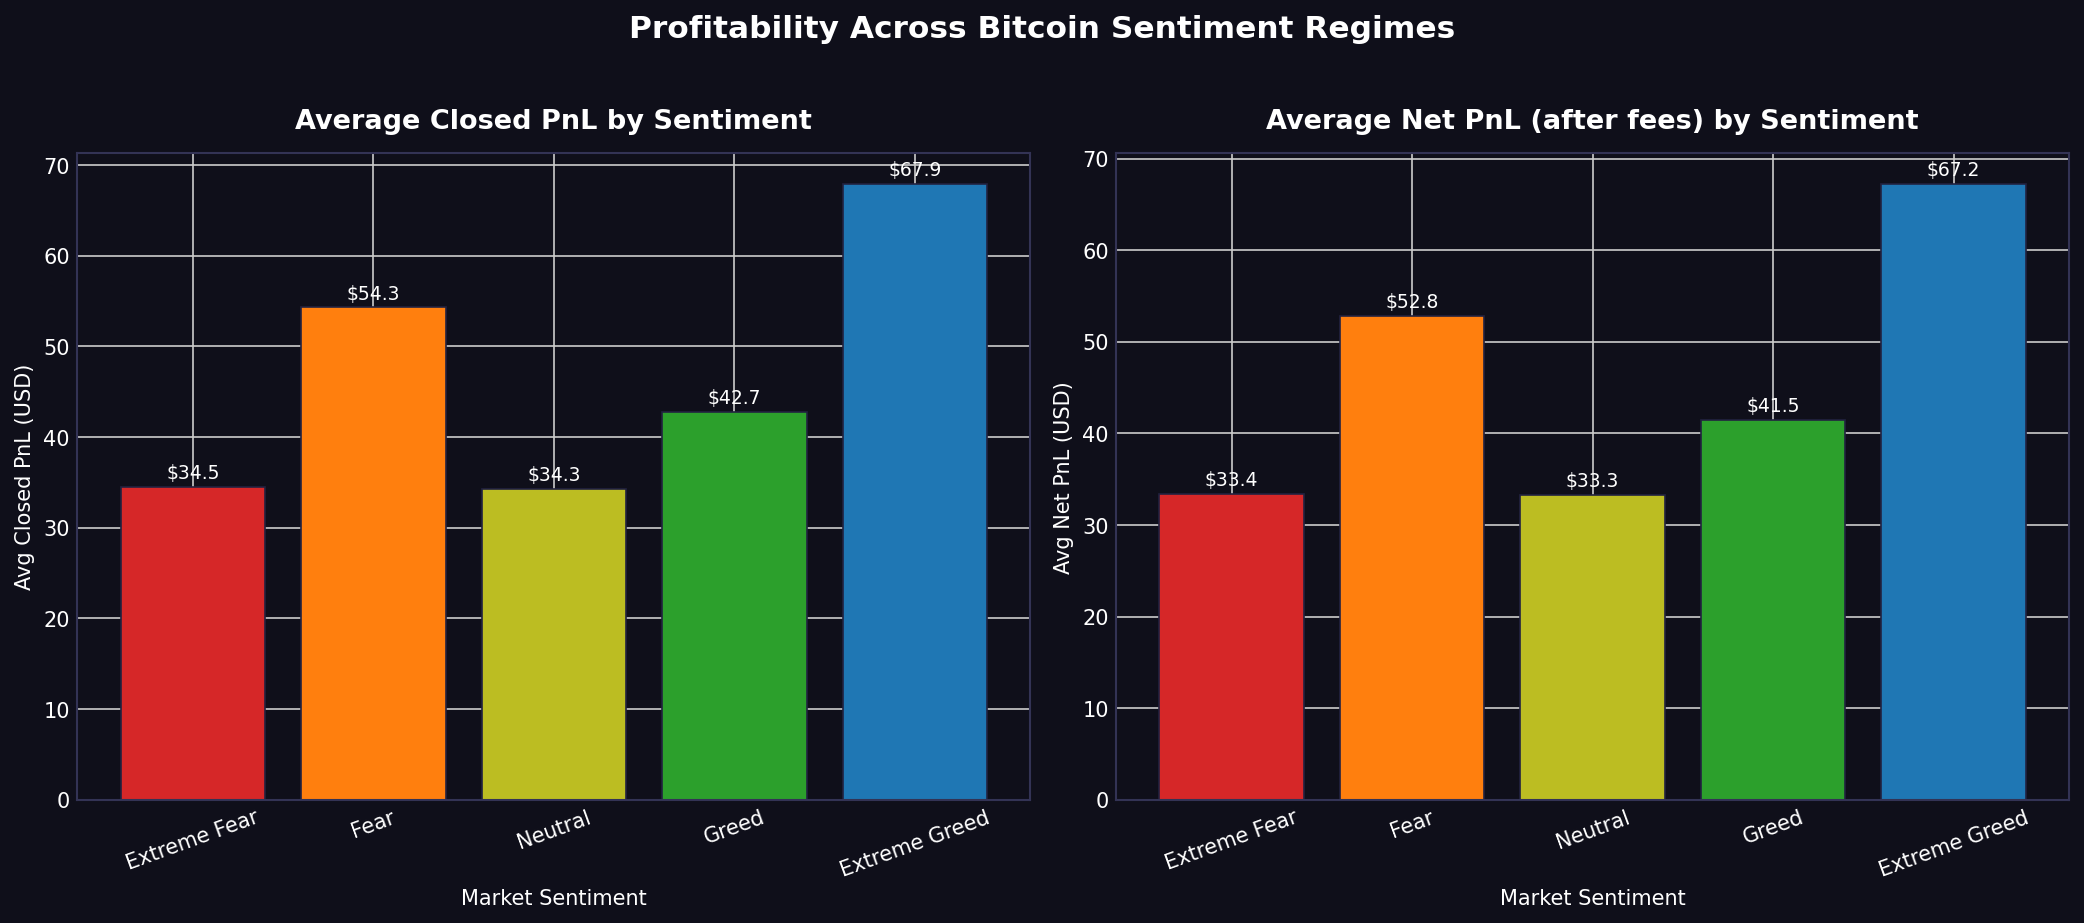 Profitability Across Bitcoin Sentiment Regimes
Average Closed PnL by Sentiment
Avg Closed PnL (USD)
70
60
50
40
30
20
10
0
$34.5
$54.3
$34.3
$42.7
$67.9
Extreme Fear
Fear
Neutral
Greed
Extreme Greed
Market Sentiment
Average Net PnL (after fees) by Sentiment
Avg Net PnL (USD)
70
60
50
40
30
20
10
0
$33.4
$52.8
$33.3
$41.5
$67.2
Extreme Fear
Fear
Neutral
Greed
Extreme Greed
Market Sentiment